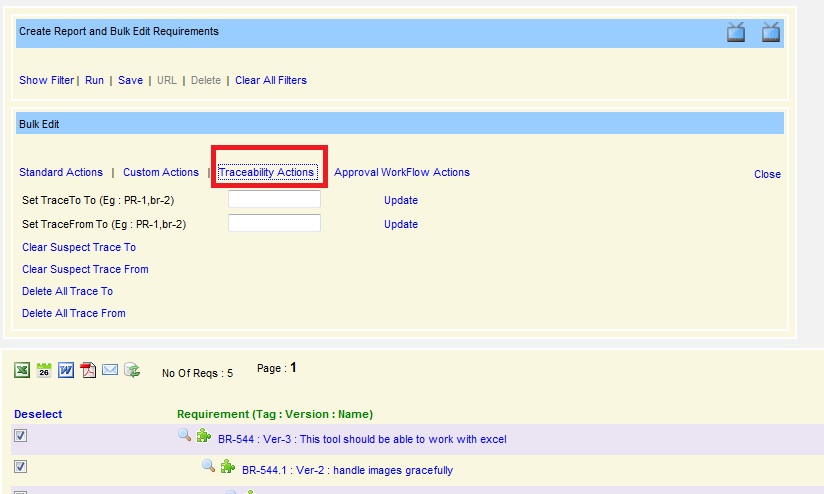 Create Report and Bulk Edit Requirements
Show Filter | Run | Save | URL | Delete | Clear All Filters
Bulk Edit
Standard Actions | Custom Actions | Traceability Actions Approval WorkFlow Actions Close
Set TraceTo To (Eg : PR-1,br-2) Update
Set TraceFrom To (Eg : PR-1,br-2) Update
Clear Suspect Trace To
Clear Suspect Trace From
Delete All Trace To
Delete All Trace From
26 No Of Reqs : 5 Page : 1
Deselect Requirement (Tag : Version : Name)
BR-544 : Ver-3 : This tool should be able to work with excel
BR-544.1 : Ver-2 : handle images gracefully